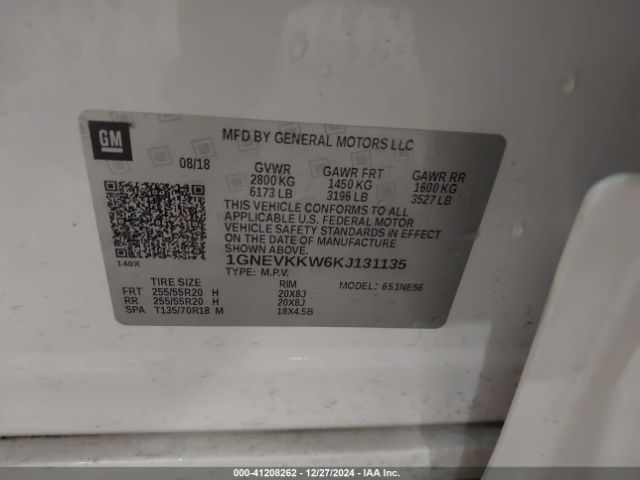 GM
MFD BY GENERAL MOTORS LLC
08/18 GVWR GAWR FRT GAWR RR
2800 KG 1450 KG 1600 KG
6173 LB 3196 LB 3527 LB
THIS VEHICLE CONFORMS TO ALL
APPLICABLE U.S. FEDERAL MOTOR
VEHICLE SAFETY STANDARDS IN EFFECT
ON THE DATE OF MANUFACTURE
SHOWN ABOVE.
140X
1GNEVKKW6KJ131135
TYPE: M.P.V.
TIRE SIZE RIM MODEL: 651NE56
FRT 255/55R20 H 20X8J
RR 255/55R20 H 20X8J
SPA T135/70R18 M 18X4.5B
000-41208262 - 12/27/2024 - IAA.com